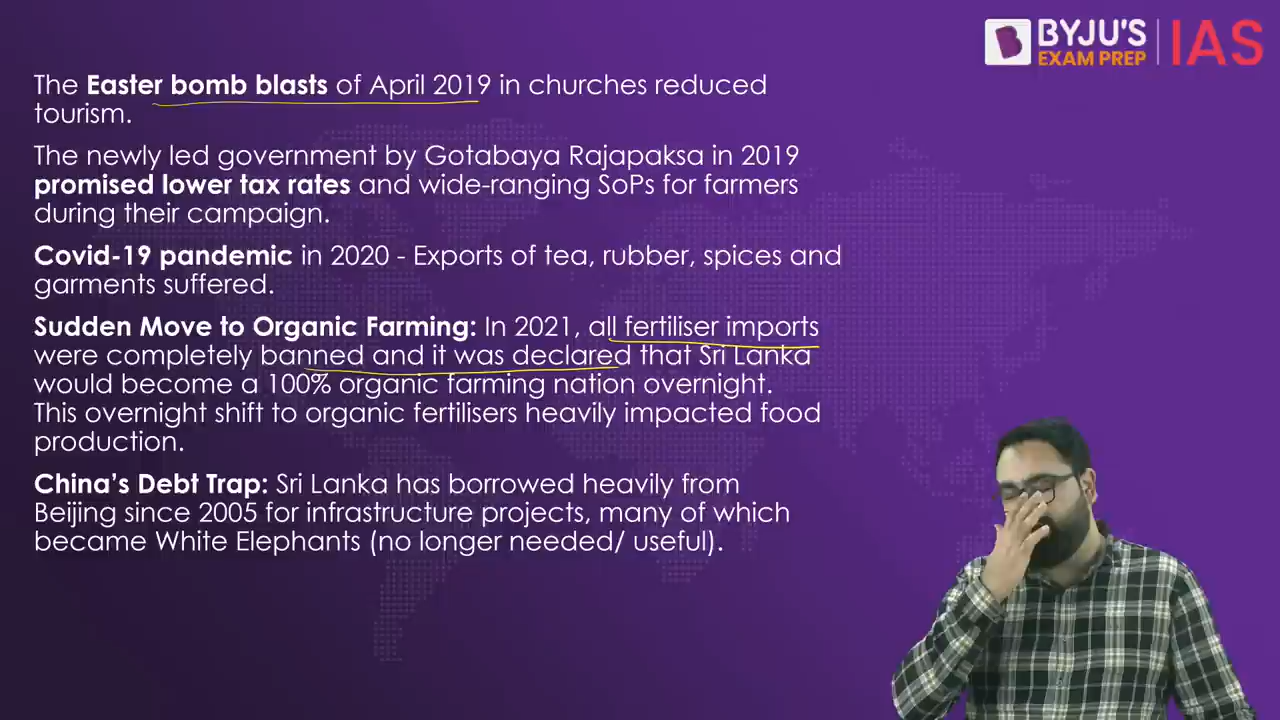 BYJU'S
EXAM PREP
IAS
The Easter bomb blasts of April 2019 in churches reduced
tourism.
The newly led government by Gotabaya Rajapaksa in 2019
promised lower tax rates and wide-ranging SoPs for farmers
during their campaign.
Covid-19 pandemic in 2020 - Exports of tea, rubber, spices and
garments suffered.
Sudden Move to Organic Farming: In 2021, all fertiliser imports
were completely banned and it was declared that Sri Lanka
would become a 100% organic farming nation overnight.
This overnight shift to organic fertilisers heavily impacted food
production.
China's Debt Trap: Sri Lanka has borrowed heavily from
Beijing since 2005 for infrastructure projects, many of which
became White Elephants (no longer needed/ useful).